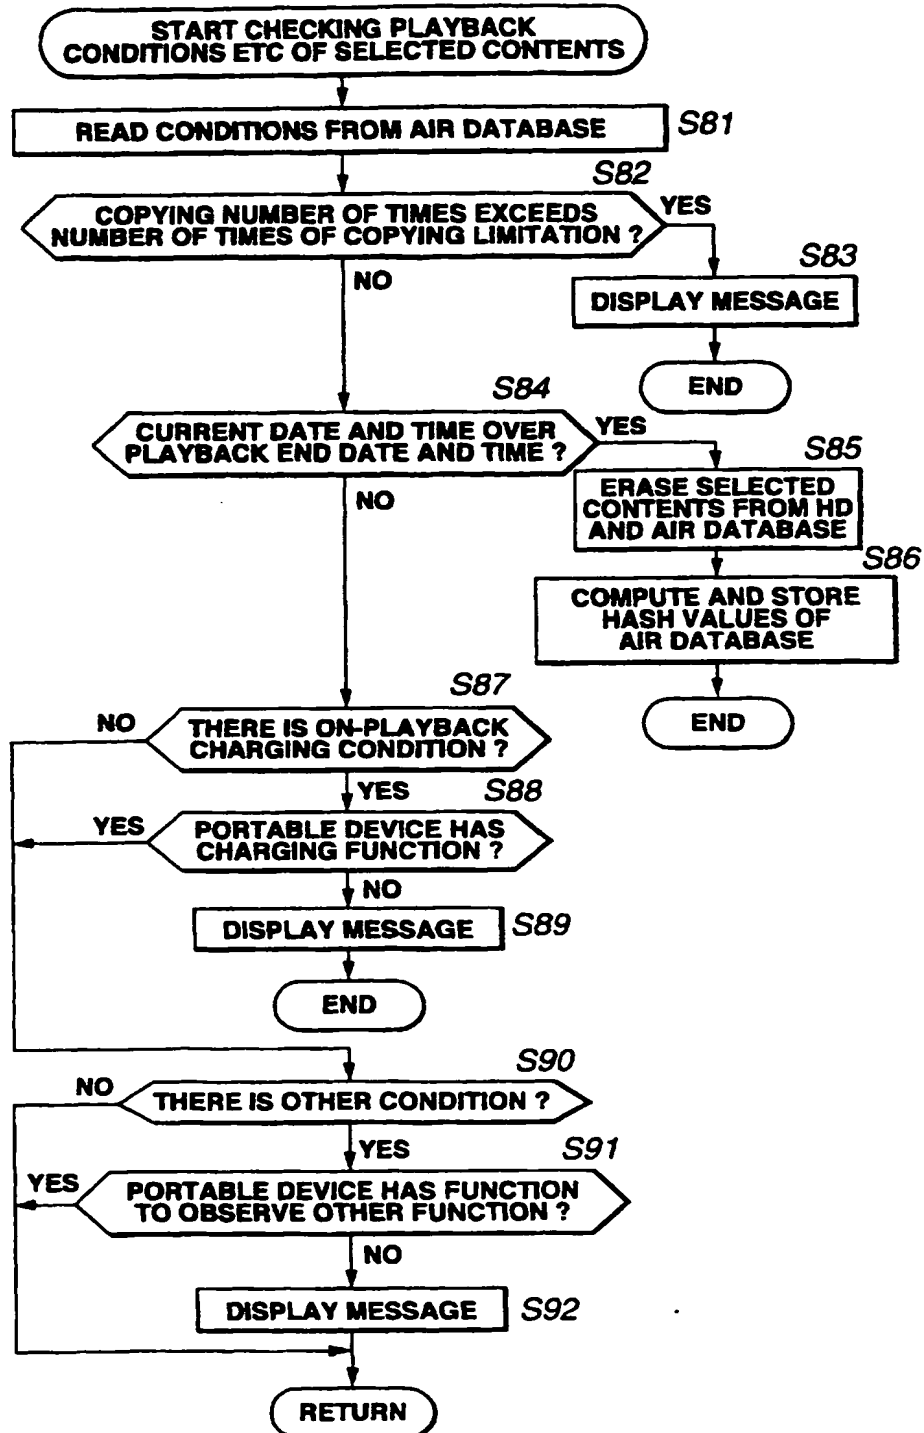 START CHECKING PLAYBACK
CONDITIONS ETC OF SELECTED CONTENTS
READ CONDITIONS FROM AIR DATABASE
S81
S82
COPYING NUMBER OF TIMES EXCEEDS
NUMBER OF TIMES OF COPYING LIMITATION ?
YES
NO
S83
DISPLAY MESSAGE
END
S84
CURRENT DATE AND TIME OVER
PLAYBACK END DATE AND TIME ?
YES
NO
S85
ERASE SELECTED
CONTENTS FROM HD
AND AIR DATABASE
S86
COMPUTE AND STORE
HASH VALUES OF
AIR DATABASE
END
S87
NO
THERE IS ON-PLAYBACK
CHARGING CONDITION ?
YES
S88
YES
PORTABLE DEVICE HAS
CHARGING FUNCTION ?
NO
DISPLAY MESSAGE
S89
END
S90
NO
THERE IS OTHER CONDITION ?
YES
S91
YES
PORTABLE DEVICE HAS FUNCTION
TO OBSERVE OTHER FUNCTION ?
NO
DISPLAY MESSAGE
S92
RETURN